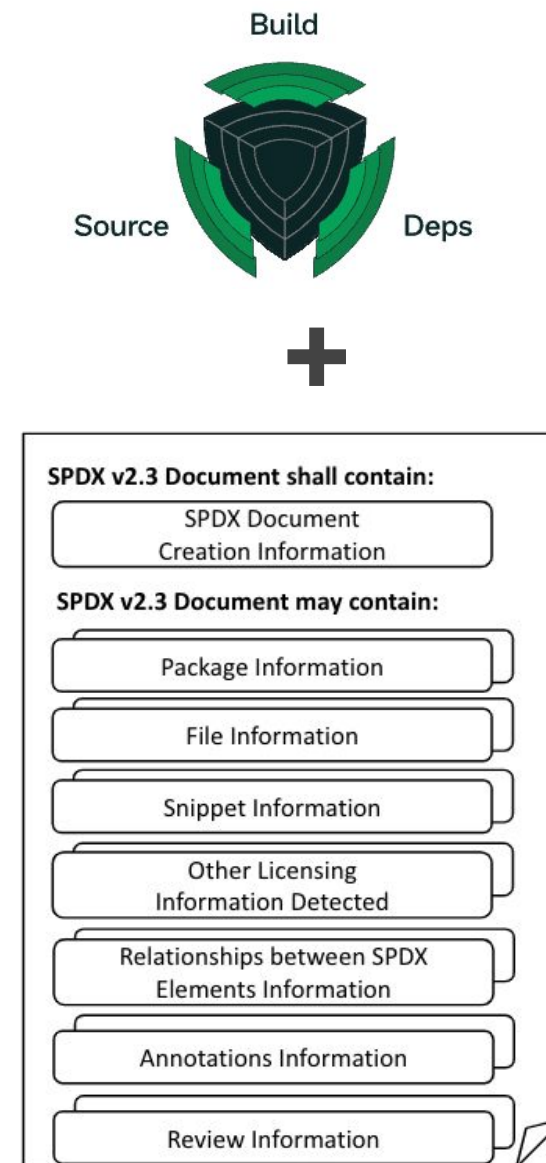 Build
Source
Deps
+
SPDX v2.3 Document shall contain:
SPDX Document
Creation Information
SPDX v2.3 Document may contain:
Package Information
File Information
Snippet Information
Other Licensing
Information Detected
Relationships between SPDX
Elements Information
Annotations Information
Review Information